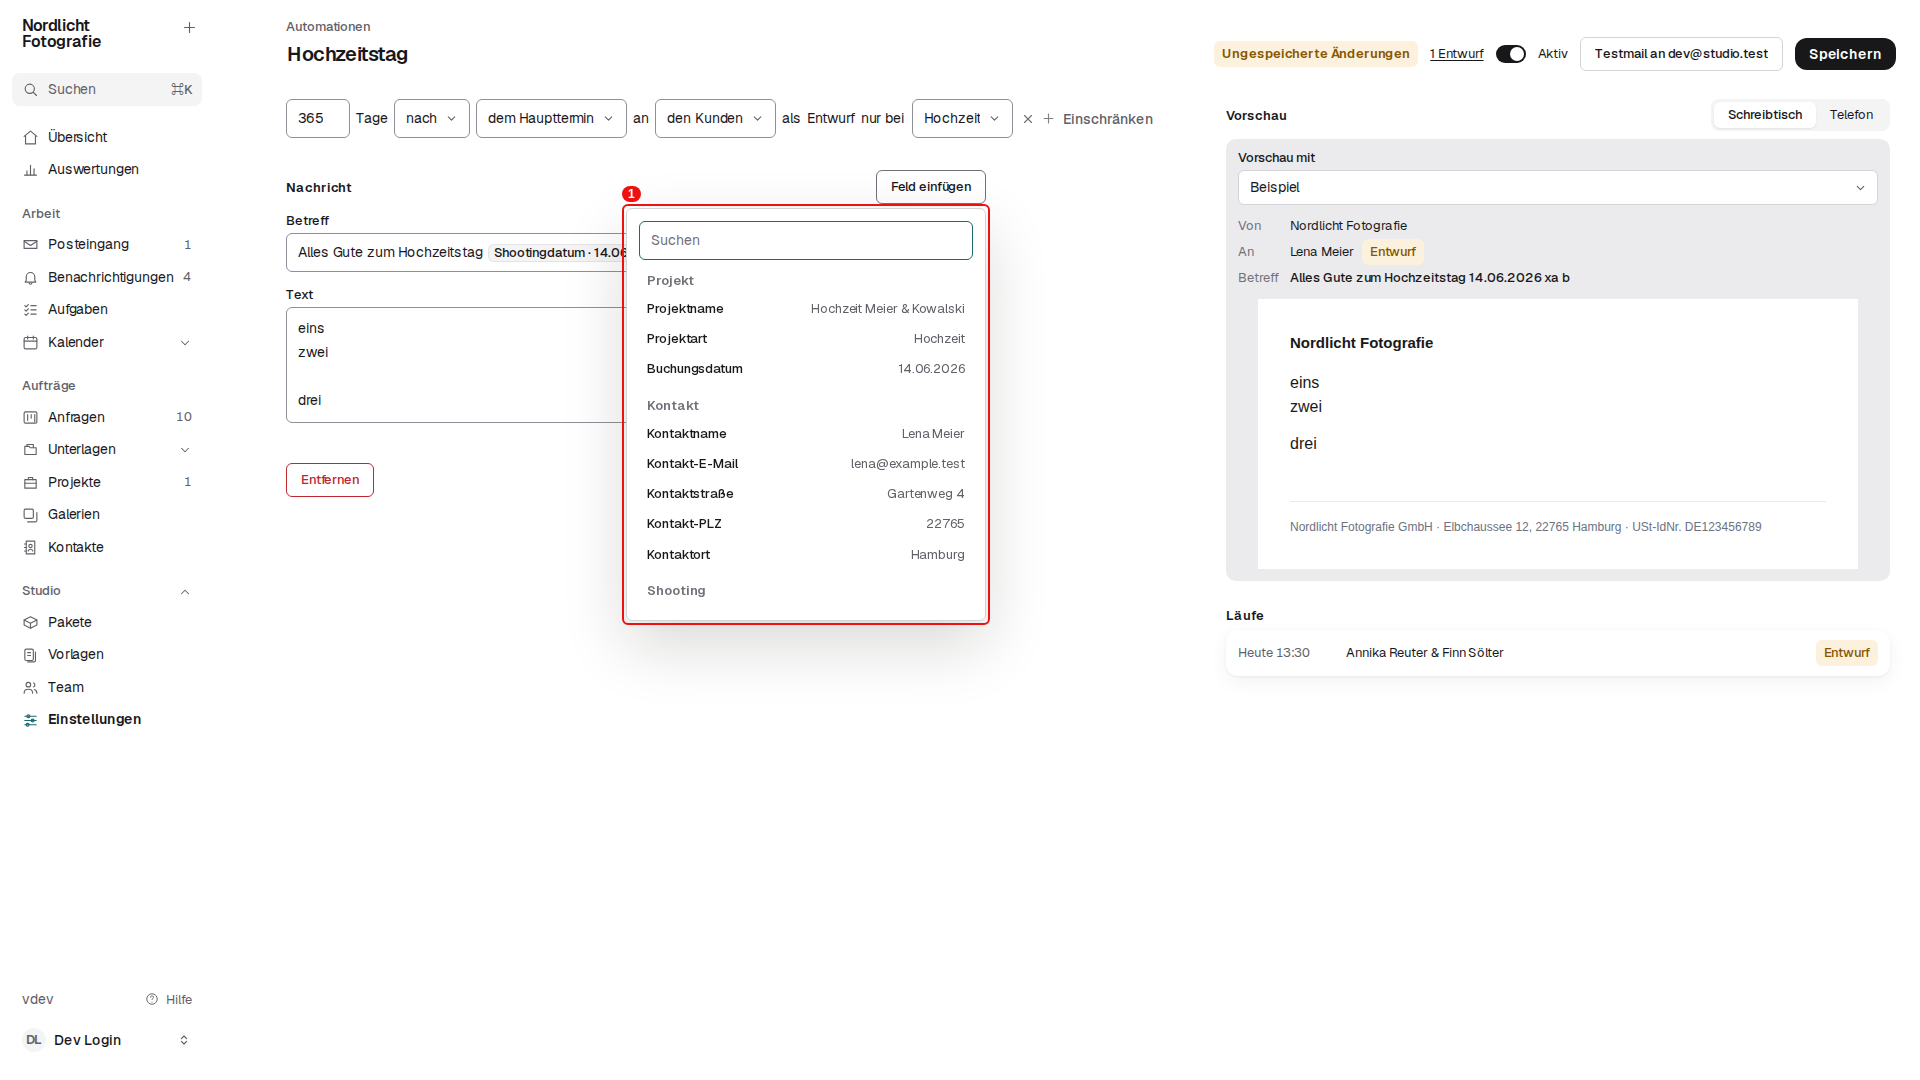 Nordlicht
Fotografie
Suchen ⌘K
Übersicht
Auswertungen
Arbeit
Posteingang 1
Benachrichtigungen 4
Aufgaben
Kalender
Aufträge
Anfragen 10
Unterlagen
Projekte 1
Galerien
Kontakte
Studio
Pakete
Vorlagen
Team
Einstellungen
vdev Hilfe
DL Dev Login
Automationen
Hochzeitstag
Ungespeicherte Änderungen 1 Entwurf Aktiv Testmail an dev@studio.test Speichern
365 Tage nach dem Haupttermin an den Kunden als Entwurf nur bei Hochzeit × + Einschränken
Nachricht Feld einfügen
1
Betreff
Alles Gute zum Hochzeitstag Shootingdatum · 14.06
Text
eins
zwei
drei
Entfernen
Suchen
Projekt
Projektname Hochzeit Meier & Kowalski
Projektart Hochzeit
Buchungsdatum 14.06.2026
Kontakt
Kontaktname Lena Meier
Kontakt-E-Mail lena@example.test
Kontaktstraße Gartenweg 4
Kontakt-PLZ 22765
Kontaktort Hamburg
Shooting
Vorschau Schreibtisch Telefon
Vorschau mit
Beispiel
Von Nordlicht Fotografie
An Lena Meier Entwurf
Betreff Alles Gute zum Hochzeitstag 14.06.2026 xa b
Nordlicht Fotografie
eins
zwei
drei
Nordlicht Fotografie GmbH · Elbchaussee 12, 22765 Hamburg · USt-IdNr. DE123456789
Läufe
Heute 13:30 Annika Reuter & Finn Sölter Entwurf